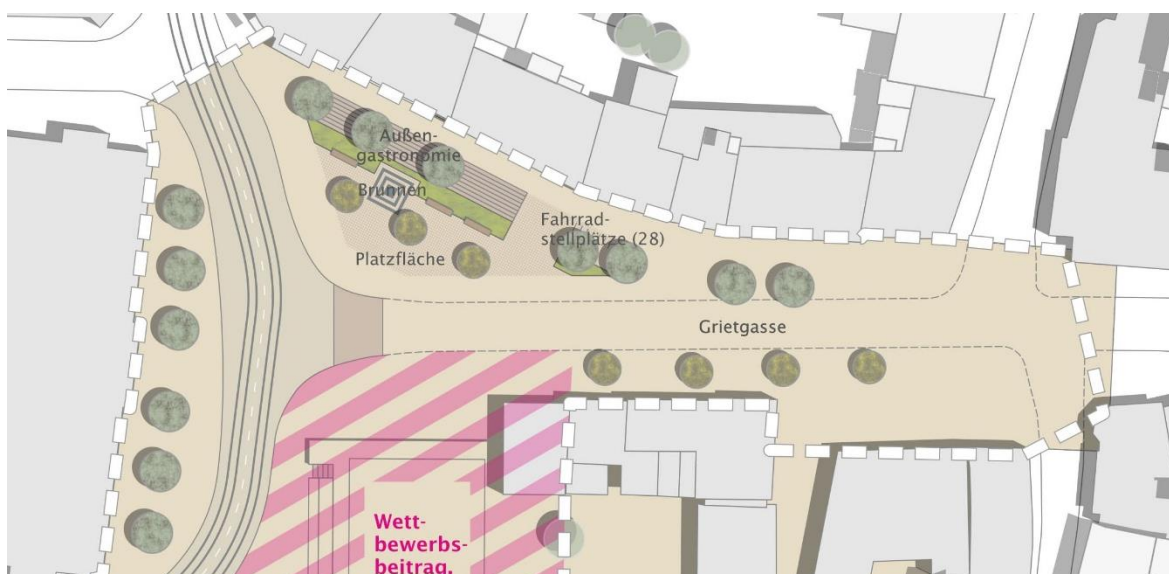 Außen-
gastronomie
Brunnen
Fahrrad-
stellplätze (28)
Platzfläche
Grietgasse
Wett-
bewerbs-
beitrag.